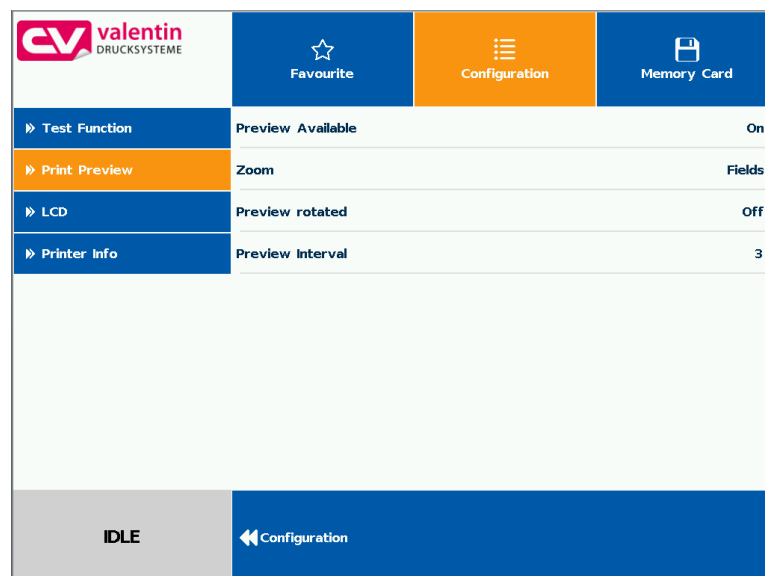 valentin
DRUCKSYSTEME
Favourite
Configuration
Memory Card
Test Function
Print Preview
LCD
Printer Info
Preview Available On
Zoom Fields
Preview rotated Off
Preview Interval 3
IDLE
Configuration